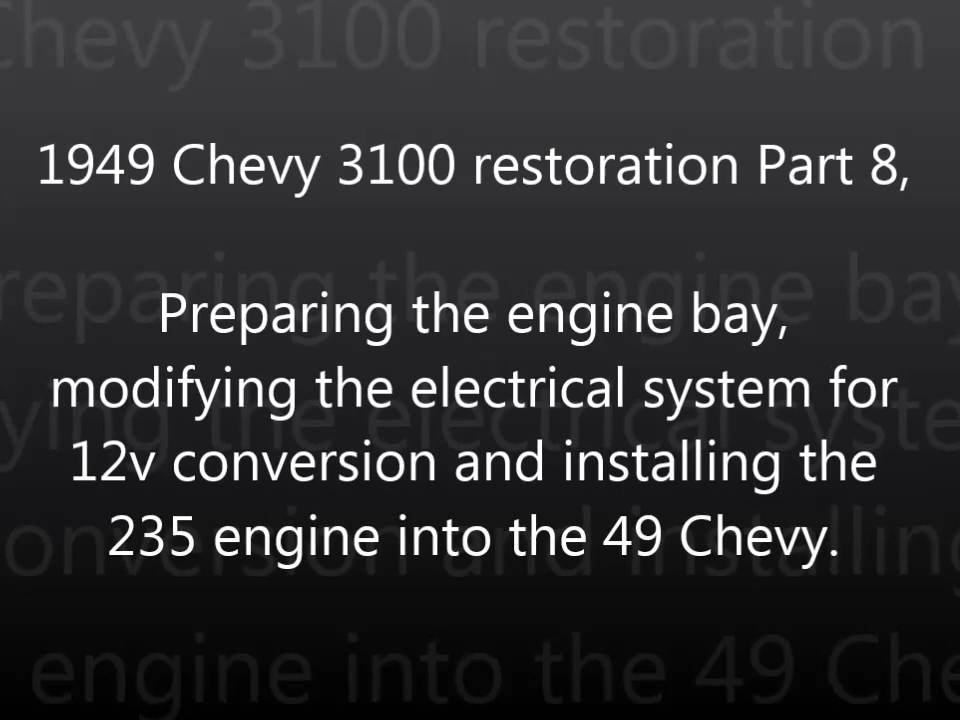 1949 Chevy 3100 restoration Part 8,
Preparing the engine bay,
modifying the electrical system for
12v conversion and installing the
235 engine into the 49 Chevy.